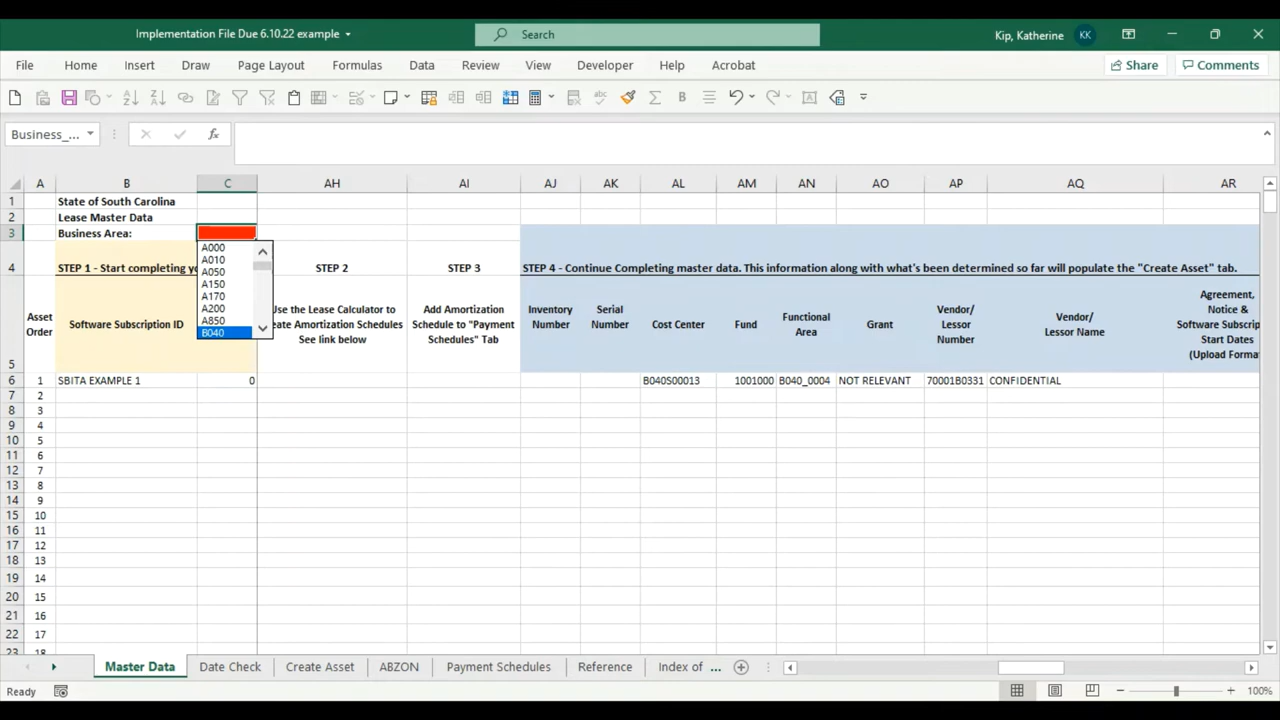 Implementation File Due 6.10.22 example
Search
Kip, Katherine
KK
File Home Insert Draw Page Layout Formulas Data Review View Developer Help Acrobat Share Comments
Business_...
fx
A B C AH AI AJ AK AL AM AN AO AP AQ AR
1 State of South Carolina
2 Lease Master Data
3 Business Area:
A000
A010
A050
A150
A170
A200
A850
B040
4 STEP 1 - Start completing yo STEP 2 STEP 3 STEP 4 - Continue Completing master data. This information along with what's been determined so far will populate the "Create Asset" tab.
5
Asset
Order
Software Subscription ID
Use the Lease Calculator to
eate Amortization Schedules
See link below
Add Amortization
Schedule to "Payment
Schedules" Tab
Inventory
Number
Serial
Number
Cost Center
Fund
Functional
Area
Grant
Vendor/
Lessor
Number
Vendor/
Lessor Name
Agreement,
Notice &
Software Subscrip
Start Dates
(Upload Forma
6 1 SBITA EXAMPLE 1 0 B040S00013 1001000 B040_0004 NOT RELEVANT 70001B0331 CONFIDENTIAL
7 2
8 3
9 4
10 5
11 6
12 7
13 8
14 9
15 10
16 11
17 12
18 13
19 14
20 15
21 16
22 17
23 18
Master Data Date Check Create Asset ABZON Payment Schedules Reference Index of ...
Ready
100%